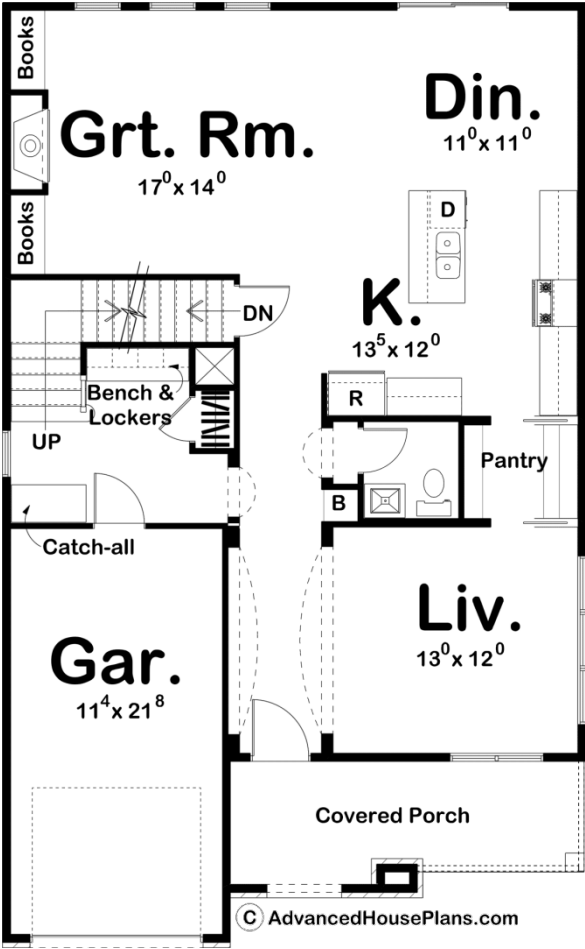 Books
Grt. Rm.
17⁰ x 14⁰
Din.
11⁰ x 11⁰
Books
D
K.
13⁵ x 12⁰
DN
R
Bench &
Lockers
UP
Pantry
B
Catch-all
Liv.
13⁰ x 12⁰
Gar.
11⁴ x 21⁸
Covered Porch
© AdvancedHousePlans.com